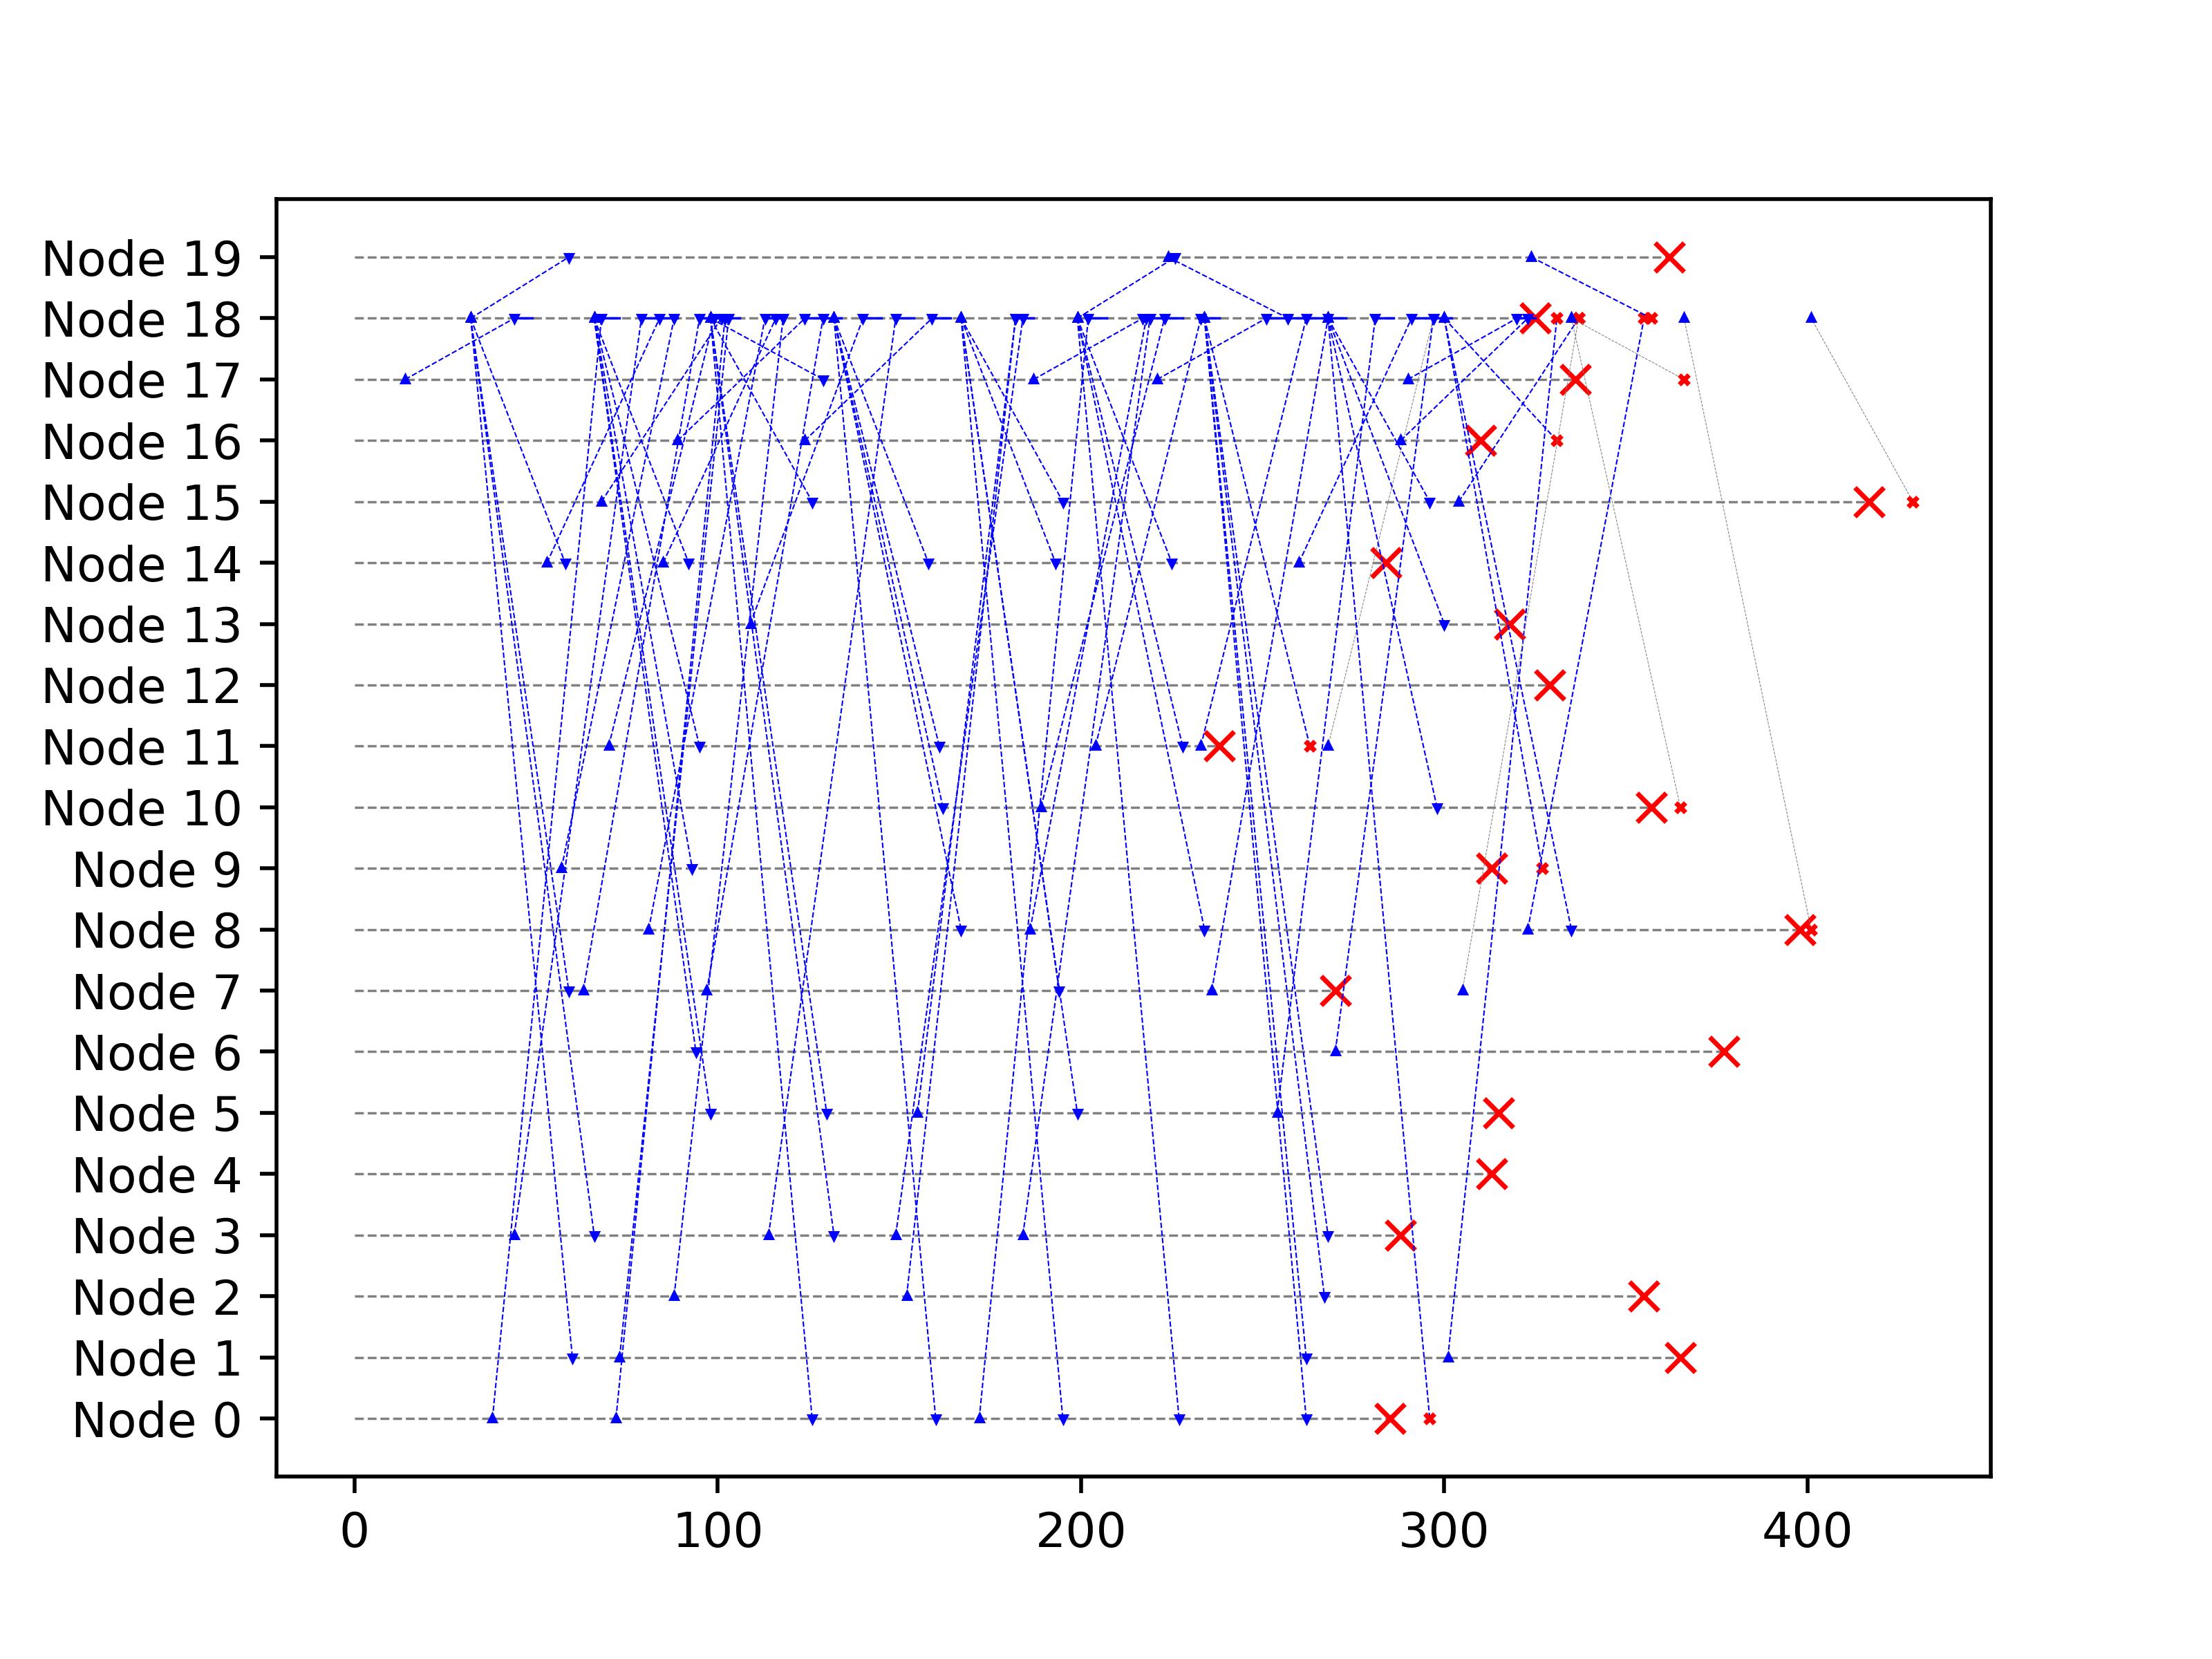 Node 19
Node 18
Node 17
Node 16
Node 15
Node 14
Node 13
Node 12
Node 11
Node 10
Node 9
Node 8
Node 7
Node 6
Node 5
Node 4
Node 3
Node 2
Node 1
Node 0
0 100 200 300 400